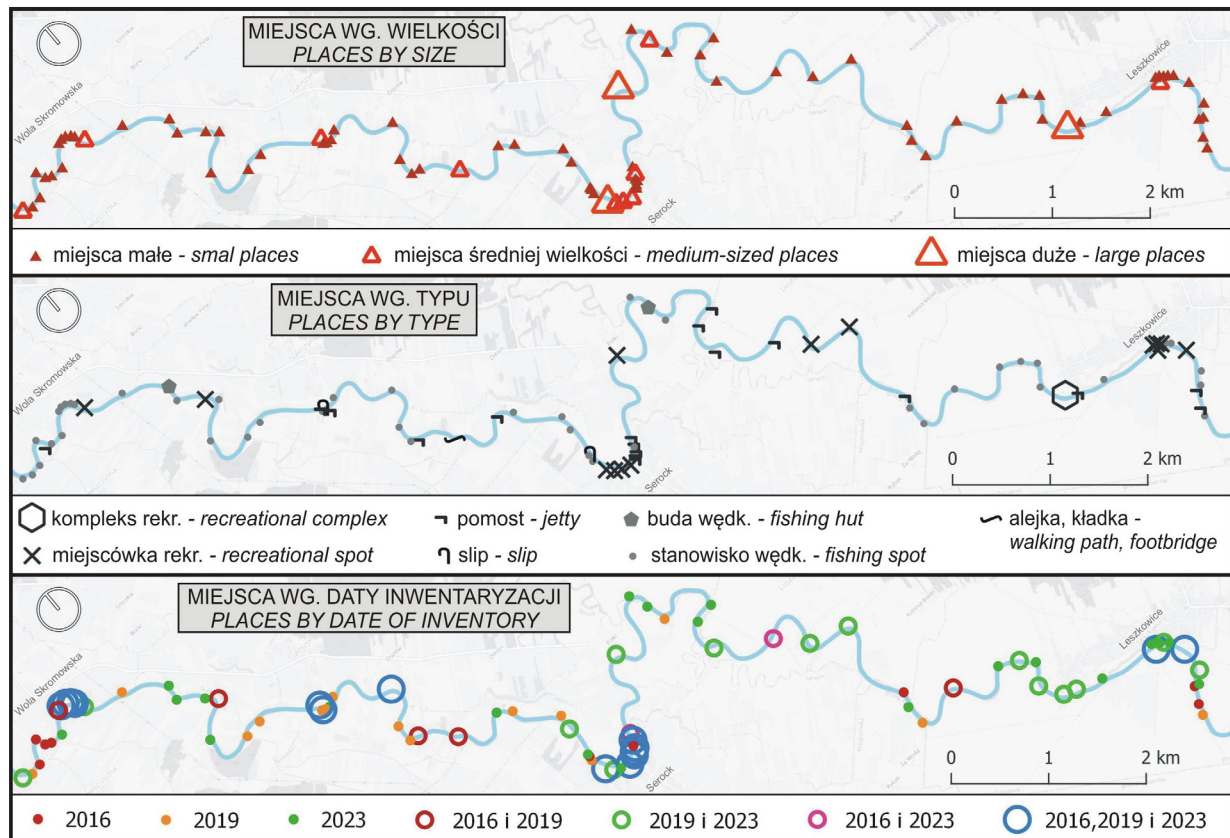 MIEJSCA WG. WIELKOŚCI
PLACES BY SIZE
Wola Skromowska
Leszkowice
Serock
0 1 2 km
miejsca małe - smal places
miejsca średniej wielkości - medium-sized places
miejsca duże - large places
MIEJSCA WG. TYPU
PLACES BY TYPE
Wola Skromowska
Leszkowice
Serock
0 1 2 km
kompleks rekr. - recreational complex
pomost - jetty
buda wędk. - fishing hut
alejka, kładka -
walking path, footbridge
miejscówka rekr. - recreational spot
slip - slip
stanowisko wędk. - fishing spot
MIEJSCA WG. DATY INWENTARYZACJI
PLACES BY DATE OF INVENTORY
Wola Skromowska
Leszkowice
Serock
0 1 2 km
2016 2019 2023 2016 i 2019 2019 i 2023 2016 i 2023 2016,2019 i 2023